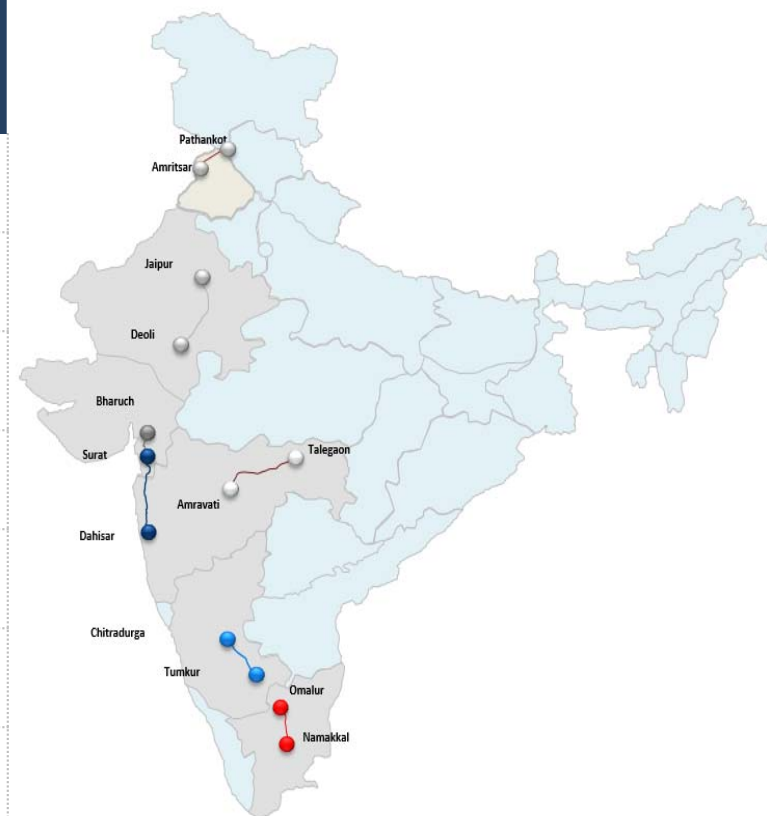 Pathankot
Amritsar
Jaipur
Deoli
Bharuch
Surat
Talegaon
Amravati
Dahisar
Chitradurga
Tumkur
Omalur
Namakkal